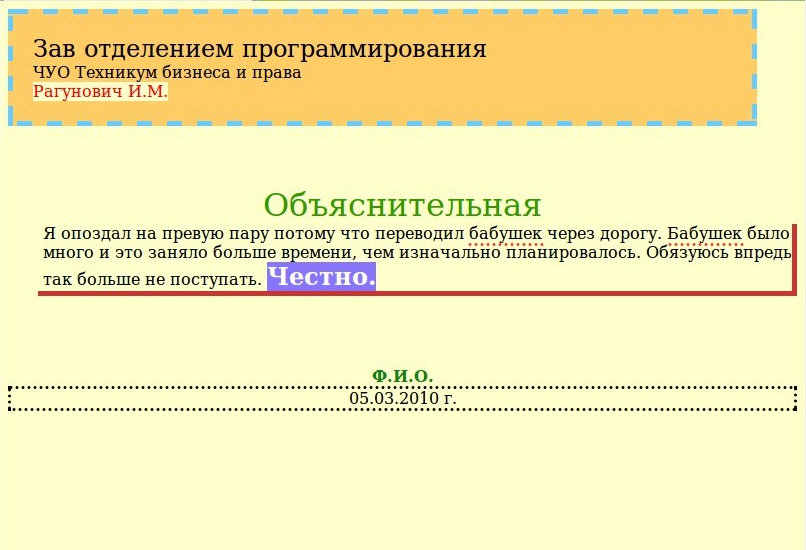 Зав отделением программирования
ЧУО Техникум бизнеса и права
Рагунович И.М.
Объяснительная
Я опоздал на превую пару потому что переводил бабушек через дорогу. Бабушек было
много и это заняло больше времени, чем изначально планировалось. Обязуюсь впредь
так больше не поступать. Честно.
Ф.И.О.
05.03.2010 г.